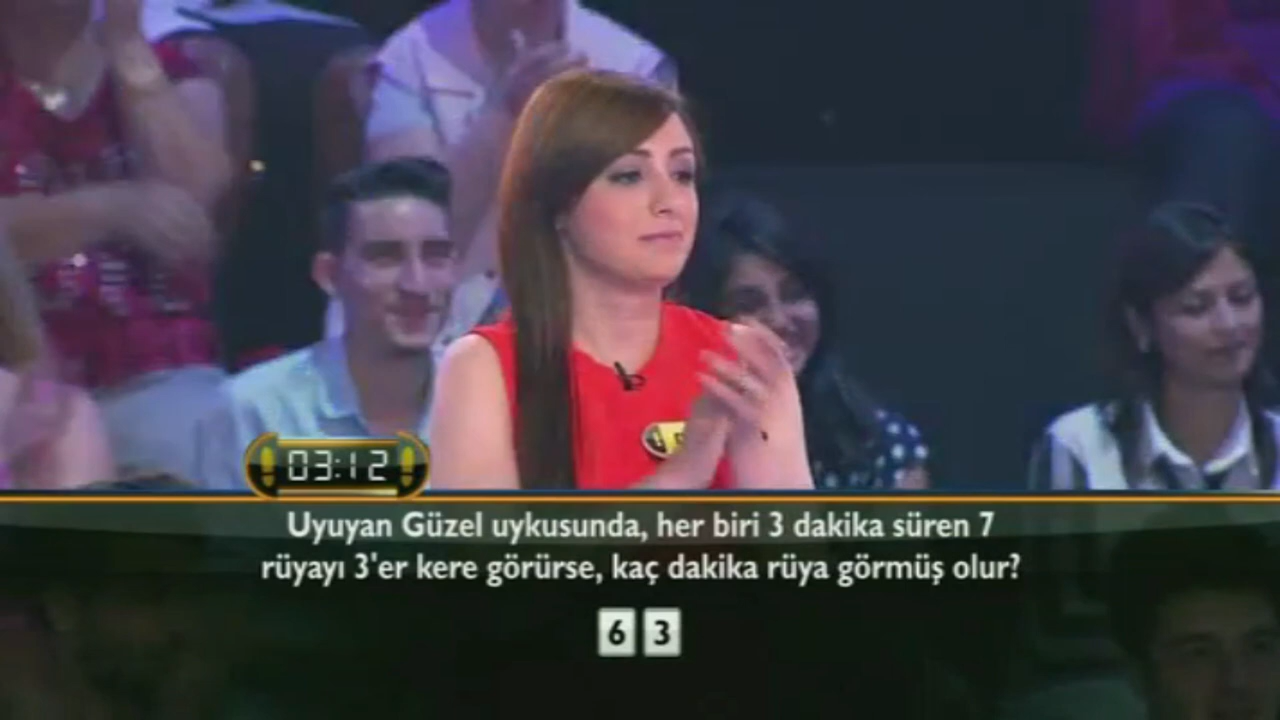 03:12
Uyuyan Güzel uykusunda, her biri 3 dakika süren 7
rüyayı 3'er kere görürse, kaç dakika rüya görmüş olur?
6 3